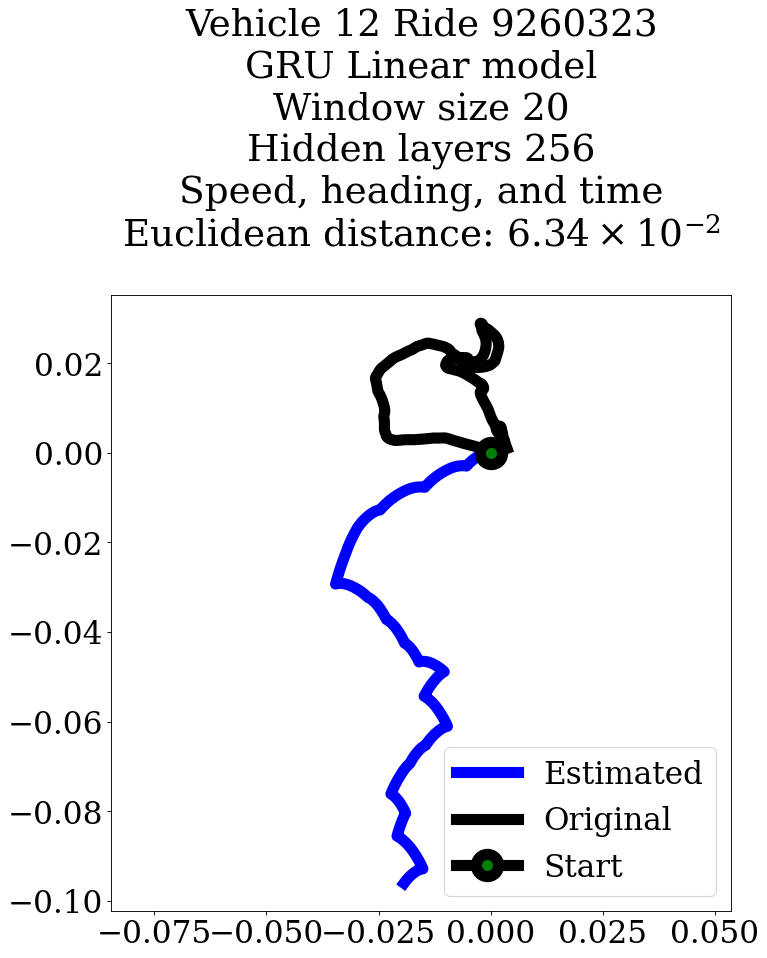 Vehicle 12 Ride 9260323
GRU Linear model
Window size 20
Hidden layers 256
Speed, heading, and time
Euclidean distance: 6.34 × 10⁻²
0.02
0.00
−0.02
−0.04
−0.06
−0.08
−0.10
Estimated
Original
Start
−0.075 −0.050 −0.025 0.000 0.025 0.050